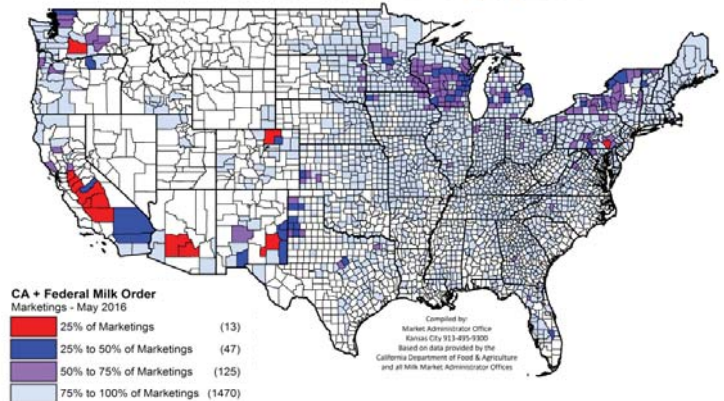 CA + Federal Milk Order
Marketings - May 2016
25% of Marketings (13)
25% to 50% of Marketings (47)
50% to 75% of Marketings (125)
75% to 100% of Marketings (1470)
Compiled by:
Market Administrator Office
Kansas City 913-495-9300
Based on data provided by the
California Department of Food & Agriculture
and all Milk Market Administrator Offices